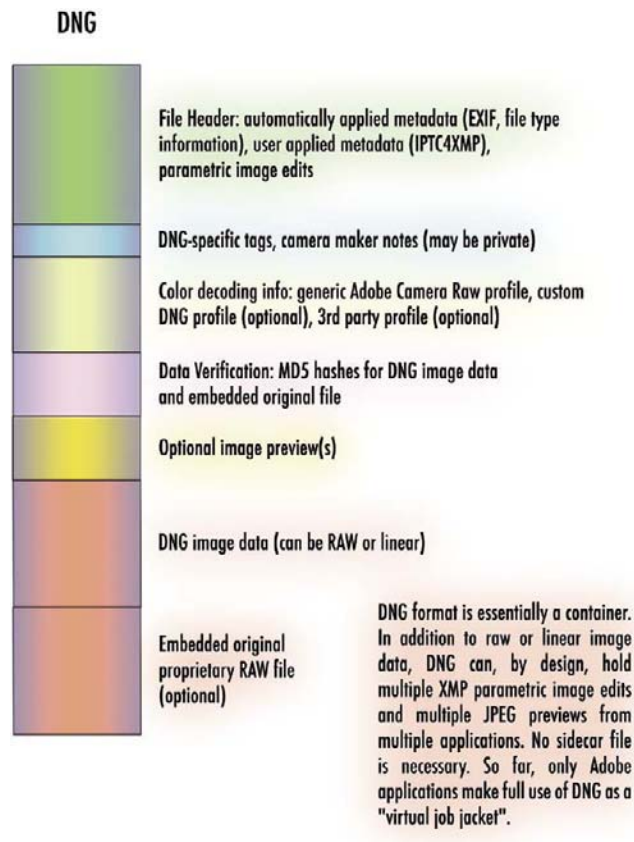 DNG
File Header: automatically applied metadata (EXIF, file type
information), user applied metadata (IPTC4XMP),
parametric image edits
DNG-specific tags, camera maker notes (may be private)
Color decoding info: generic Adobe Camera Raw profile, custom
DNG profile (optional), 3rd party profile (optional)
Data Verification: MD5 hashes for DNG image data
and embedded original file
Optional image preview(s)
DNG image data (can be RAW or linear)
Embedded original
proprietary RAW file
(optional)
DNG format is essentially a container.
In addition to raw or linear image
data, DNG can, by design, hold
multiple XMP parametric image edits
and multiple JPEG previews from
multiple applications. No sidecar file
is necessary. So far, only Adobe
applications make full use of DNG as a
"virtual job jacket".